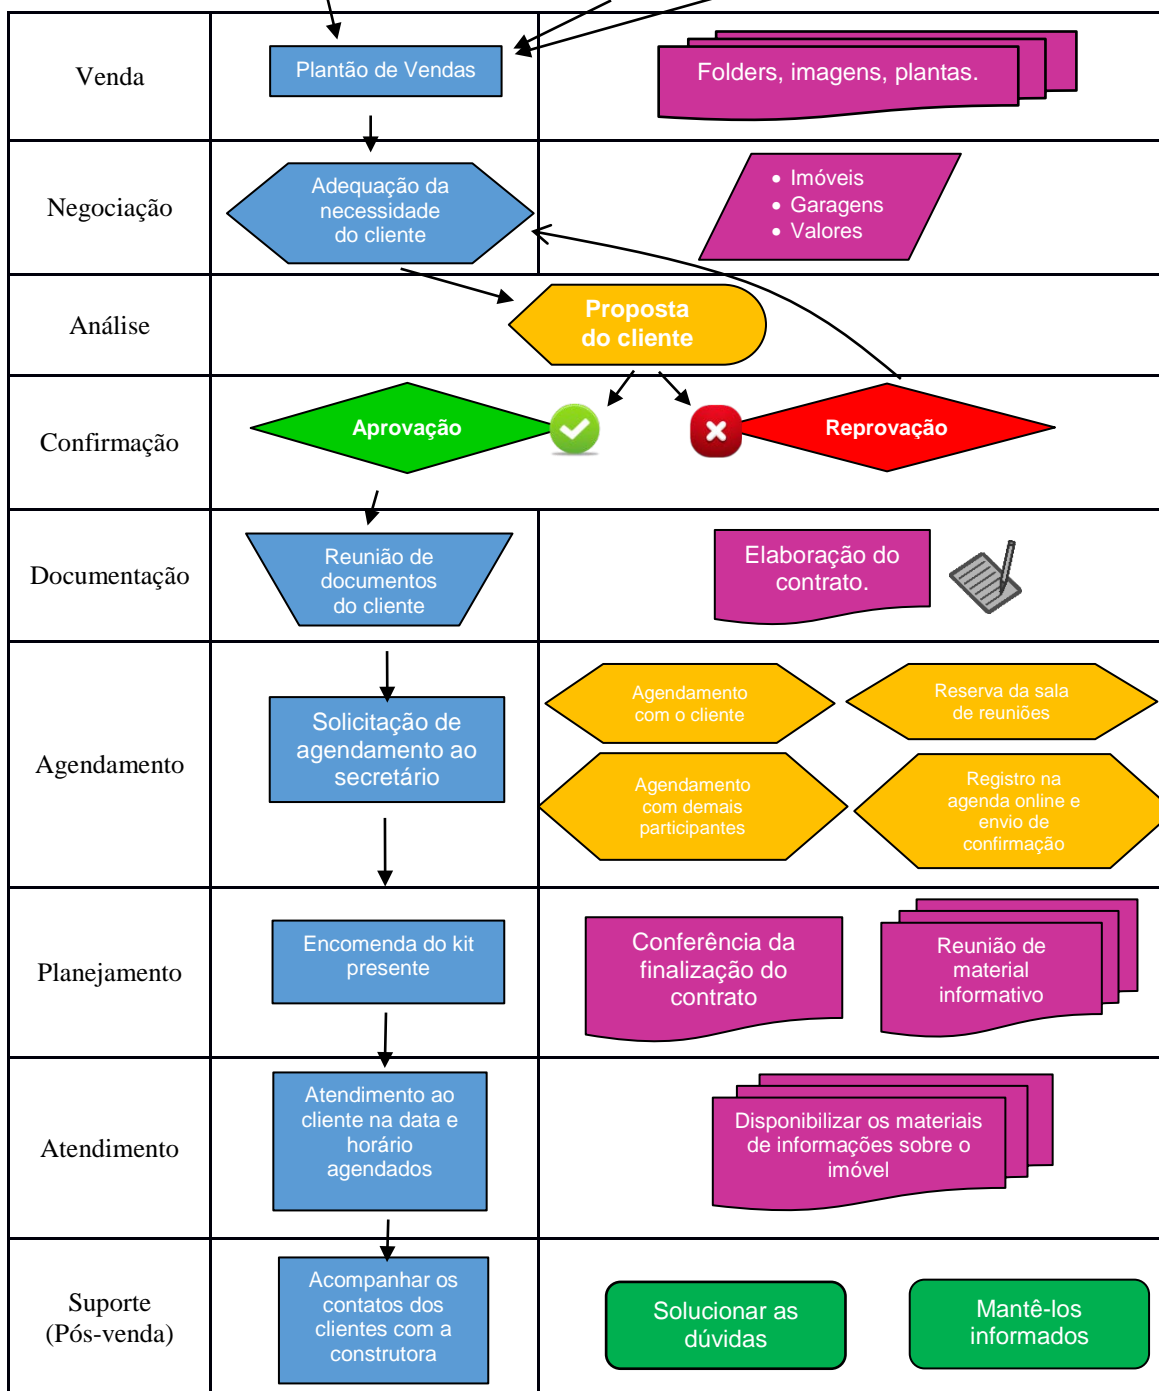 Venda
Plantão de Vendas
Folders, imagens, plantas.
Negociação
Adequação da
necessidade
do cliente
• Imóveis
• Garagens
• Valores
Análise
Proposta
do cliente
Confirmação
Aprovação
Reprovação
Documentação
Reunião de
documentos
do cliente
Elaboração do
contrato.
Agendamento
Solicitação de
agendamento ao
secretário
Agendamento
com o cliente
Reserva da sala
de reuniões
Agendamento
com demais
participantes
Registro na
agenda online e
envio de
confirmação
Planejamento
Encomenda do kit
presente
Conferência da
finalização do
contrato
Reunião de
material
informativo
Atendimento
Atendimento ao
cliente na data e
horário
agendados
Disponibilizar os materiais
de informações sobre o
imóvel
Suporte
(Pós-venda)
Acompanhar os
contatos dos
clientes com a
construtora
Solucionar as
dúvidas
Mantê-los
informados